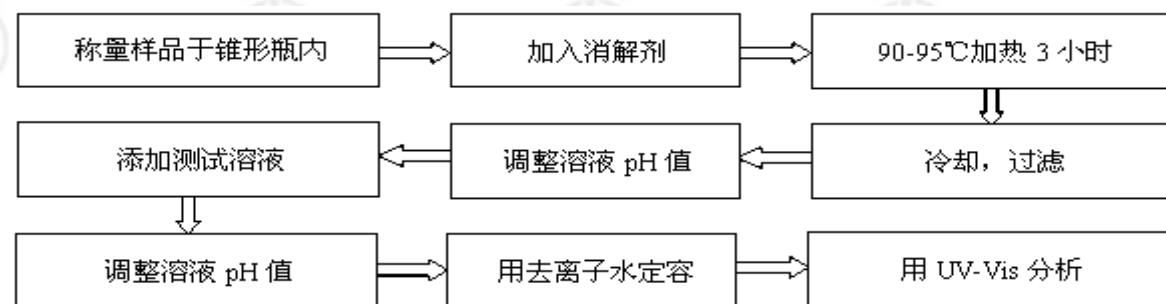 称量样品于锥形瓶内
加入消解剂
90-95℃加热 3 小时
冷却，过滤
调整溶液 pH 值
添加测试溶液
调整溶液 pH 值
用去离子水定容
用 UV-Vis 分析